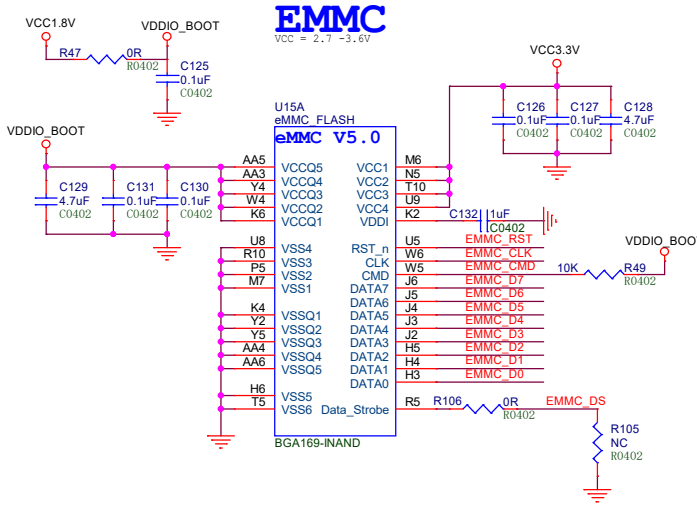 EMMC
VCC = 2.7 -3.6V
VCC1.8V
VDDIO_BOOT
R47
0R
R0402
C125
0.1uF
C0402
VCC3.3V
C126
0.1uF
C0402
C127
0.1uF
C0402
C128
4.7uF
C0402
VDDIO_BOOT
C129
4.7uF
C0402
C131
0.1uF
C0402
C130
0.1uF
C0402
U15A
eMMC_FLASH
eMMC V5.0
AA5 VCCQ5 VCC1 M6
AA3 VCCQ4 VCC2 N5
Y4 VCCQ3 VCC3 T10
W4 VCCQ2 VCC4 U9
K6 VCCQ1 VDDI K2
C132 1uF
C0402
U8 VSS4 RST_n U5 EMMC_RST
R10 VSS3 CLK W6 EMMC_CLK
P5 VSS2 CMD W5 EMMC_CMD
M7 VSS1 DATA7 J6 EMMC_D7
DATA6 J5 EMMC_D6
K4 VSSQ1 DATA5 J4 EMMC_D5
Y2 VSSQ2 DATA4 J3 EMMC_D4
Y5 VSSQ3 DATA3 J2 EMMC_D3
AA4 VSSQ4 DATA2 H5 EMMC_D2
AA6 VSSQ5 DATA1 H4 EMMC_D1
DATA0 H3 EMMC_D0
H6 VSS5
T5 VSS6 Data_Strobe R5
VDDIO_BOO
10K R49
R0402
R106 0R
R0402
EMMC_DS
R105
NC
R0402
BGA169-INAND